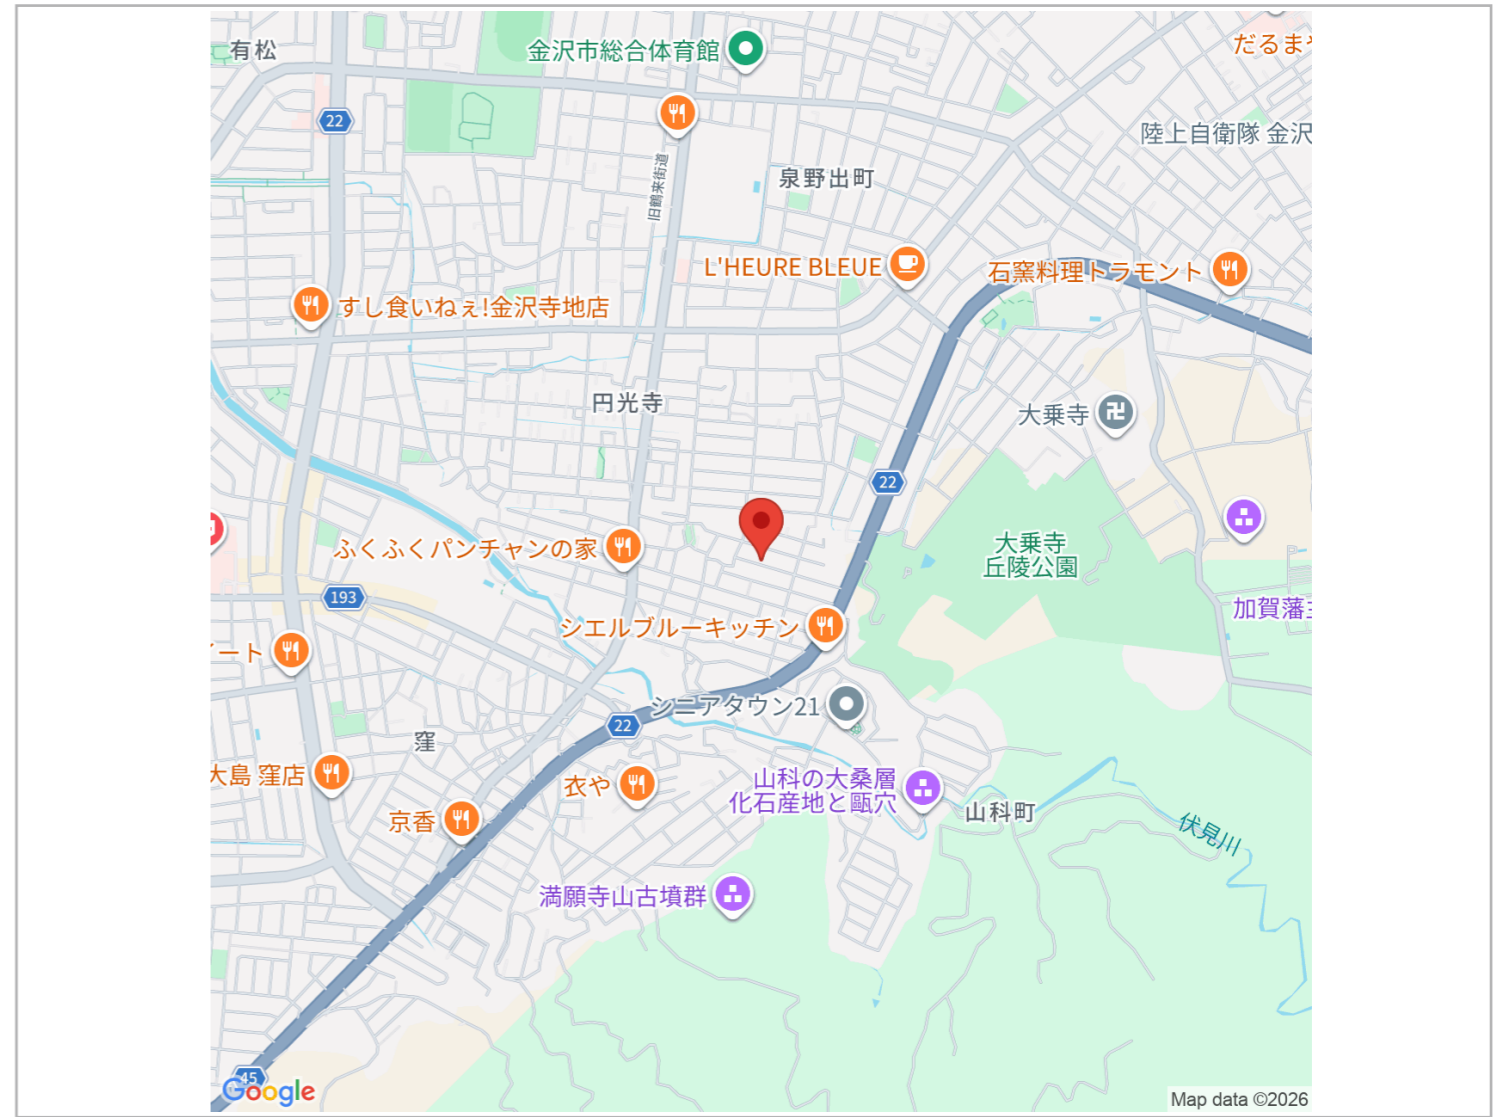 有松
金沢市総合体育館
だるまや
22
陸上自衛隊 金沢
旧鶴来街道
泉野出町
L'HEURE BLEUE
石窯料理トラモント
すし食いねぇ!金沢寺地店
円光寺
大乗寺
22
ふくふくパンチャンの家
大乗寺
丘陵公園
193
加賀藩主
シエルブルーキッチン
イート
シニアタウン21
22
窪
大島 窪店
衣や
山科の大桑層
化石産地と甌穴
京香
山科町
伏見川
満願寺山古墳群
45
Google
Map data ©2026